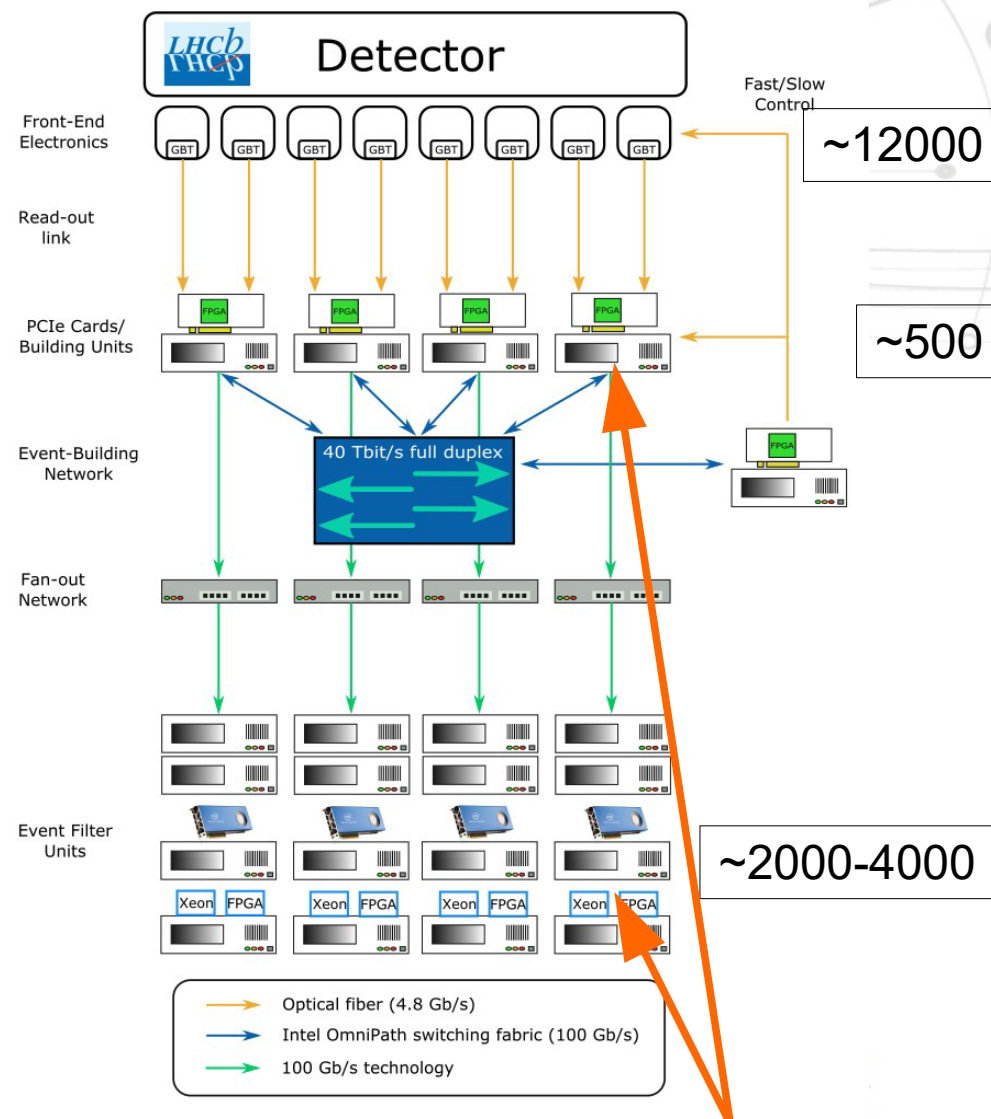 LHCb
LHCb
Detector
Fast/Slow
Control
Front-End
Electronics
~12000
GBT GBT GBT GBT GBT GBT GBT GBT
Read-out
link
FPGA FPGA FPGA FPGA
PCIe Cards/
Building Units
~500
40 Tbit/s full duplex
Event-Building
Network
FPGA
Fan-out
Network
Event Filter
Units
~2000-4000
Xeon FPGA Xeon FPGA Xeon FPGA Xeon FPGA
Optical fiber (4.8 Gb/s)
Intel OmniPath switching fabric (100 Gb/s)
100 Gb/s technology